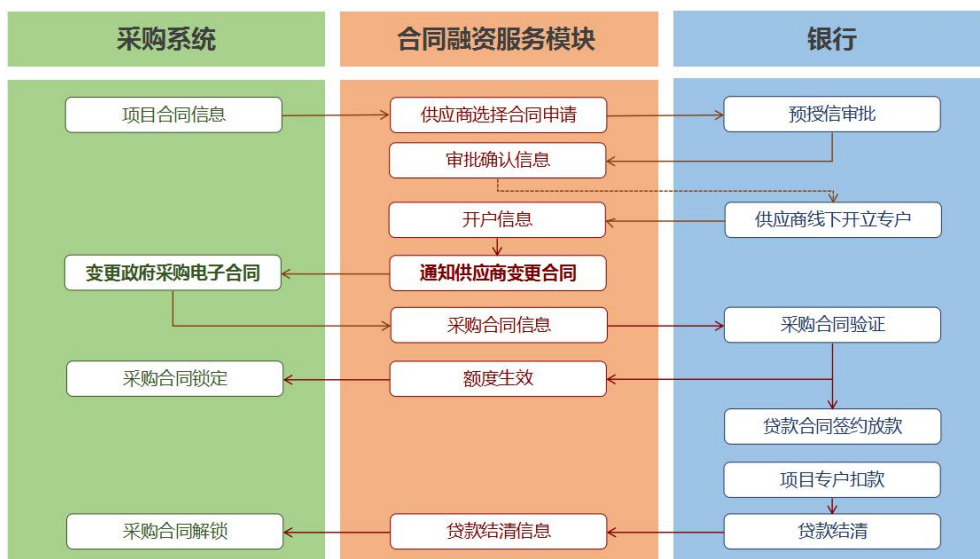 采购系统
合同融资服务模块
银行
项目合同信息
供应商选择合同申请
预授信审批
审批确认信息
开户信息
供应商线下开立专户
变更政府采购电子合同
通知供应商变更合同
采购合同信息
采购合同验证
采购合同锁定
额度生效
贷款合同签约放款
项目专户扣款
采购合同解锁
贷款结清信息
贷款结清